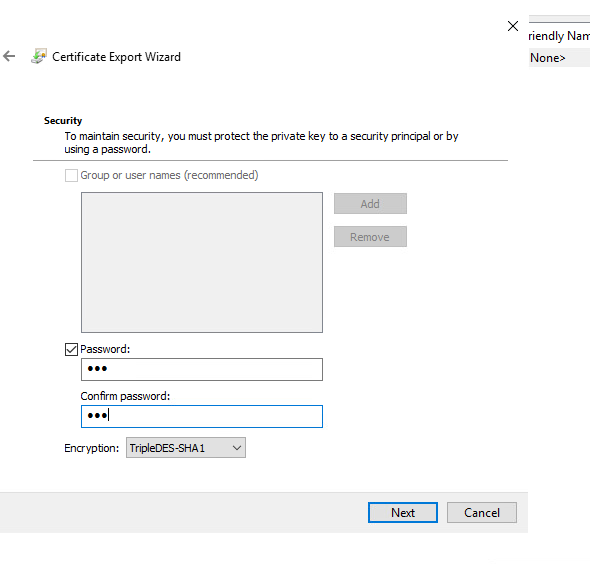 riendly Nam
None>
Certificate Export Wizard
Security
To maintain security, you must protect the private key to a security principal or by
using a password.
Group or user names (recommended)
Add
Remove
Password:
•••
Confirm password:
•••
Encryption: TripleDES-SHA1
Next Cancel